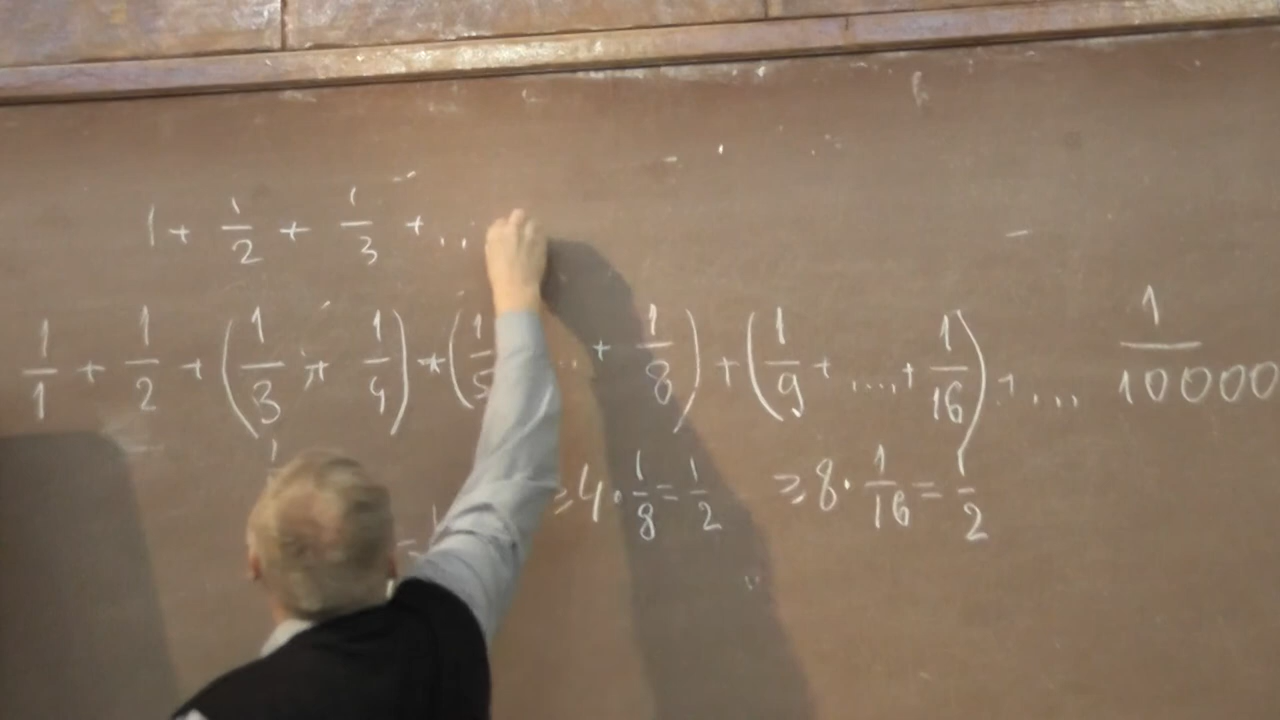 1 + 1/2 + 1/3 + ...
1/1 + 1/2 + (1/3 + 1/4) + (1/5 ... + 1/8) + (1/9 + ... + 1/16) + ... 1/10000
≥ 4 · 1/8 = 1/2 ≥ 8 · 1/16 = 1/2